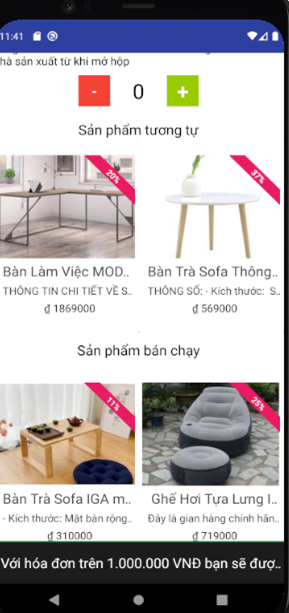 11:41
hà sản xuất từ khi mở hộp
- 0 +
Sản phẩm tương tự
20% 37%
Bàn Làm Việc MOD.. Bàn Trà Sofa Thông..
THÔNG TIN CHI TIẾT VỀ S.. THÔNG SỐ: - Kích thước: S..
₫ 1869000 ₫ 569000
Sản phẩm bán chạy
11% 25%
Bàn Trà Sofa IGA m.. Ghế Hơi Tựa Lưng I..
- Kích thước: Mặt bàn rộng.. Đây là gian hàng chính hãn..
₫ 310000 ₫ 719000
Với hóa đơn trên 1.000.000 VNĐ bạn sẽ đượ..